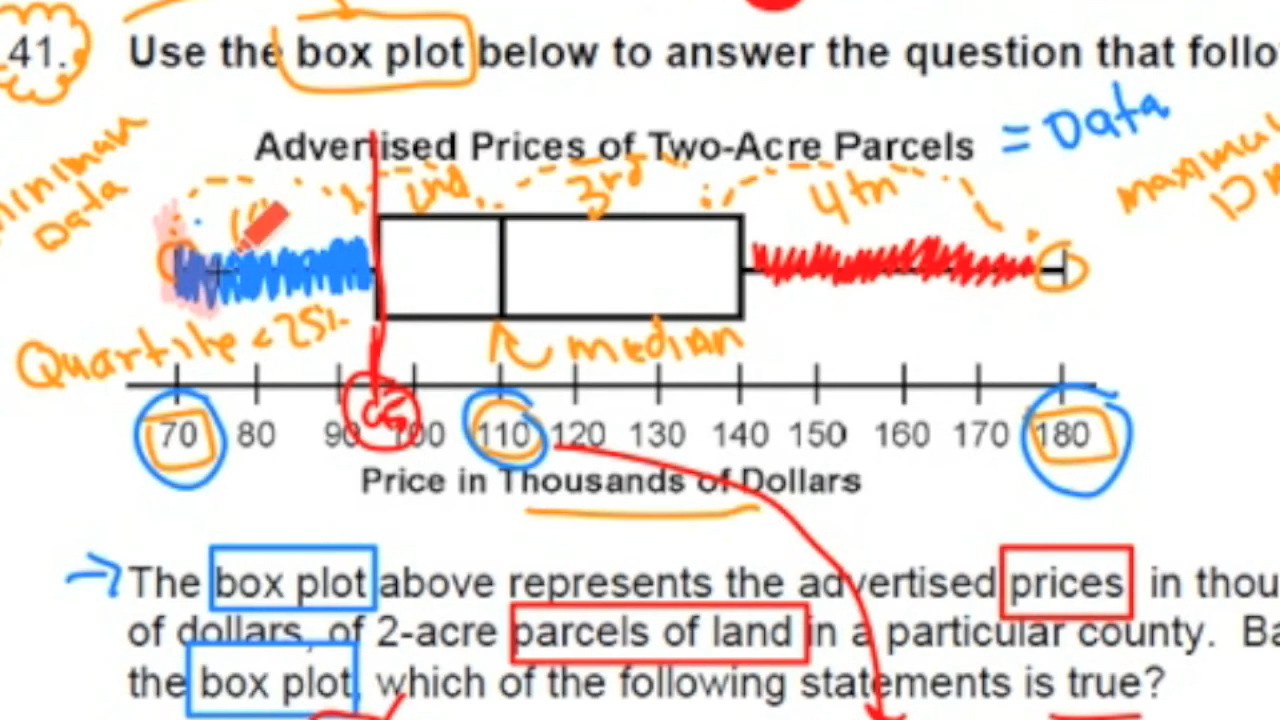 41. Use the box plot below to answer the question that follo
Advertised Prices of Two-Acre Parcels = Data
Data
2nd 3rd 4th
Quartile < 25%
median
70 80 90 100 110 120 130 140 150 160 170 180
Price in Thousands of Dollars
The box plot above represents the advertised prices in thou
of dollars, of 2-acre parcels of land in a particular county. Ba
the box plot, which of the following statements is true?